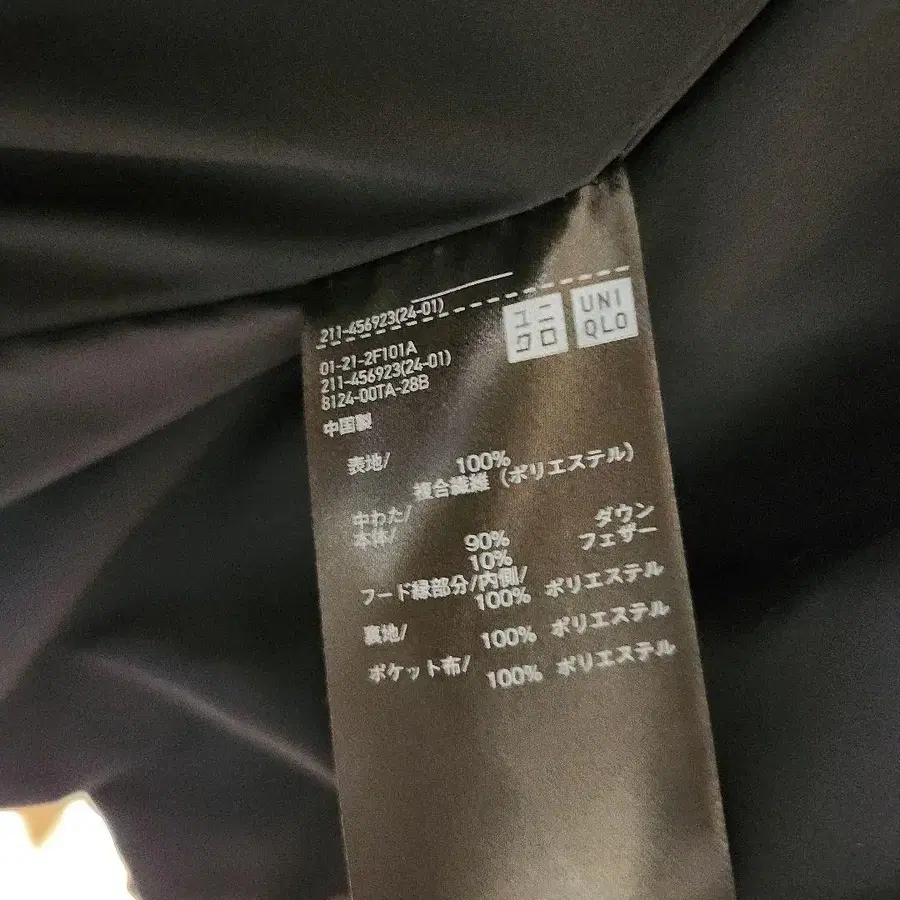 211-456923(24-01)
ユニクロ
UNIQLO
01-21-2F101A
211-456923(24-01)
8124-00TA-28B
中国製
表地/ 100%
複合繊維 (ポリエステル)
中わた/
本体/ 90% ダウン
10% フェザー
フード縁部分/内側/
100% ポリエステル
裏地/ 100% ポリエステル
ポケット布/ 100% ポリエステル